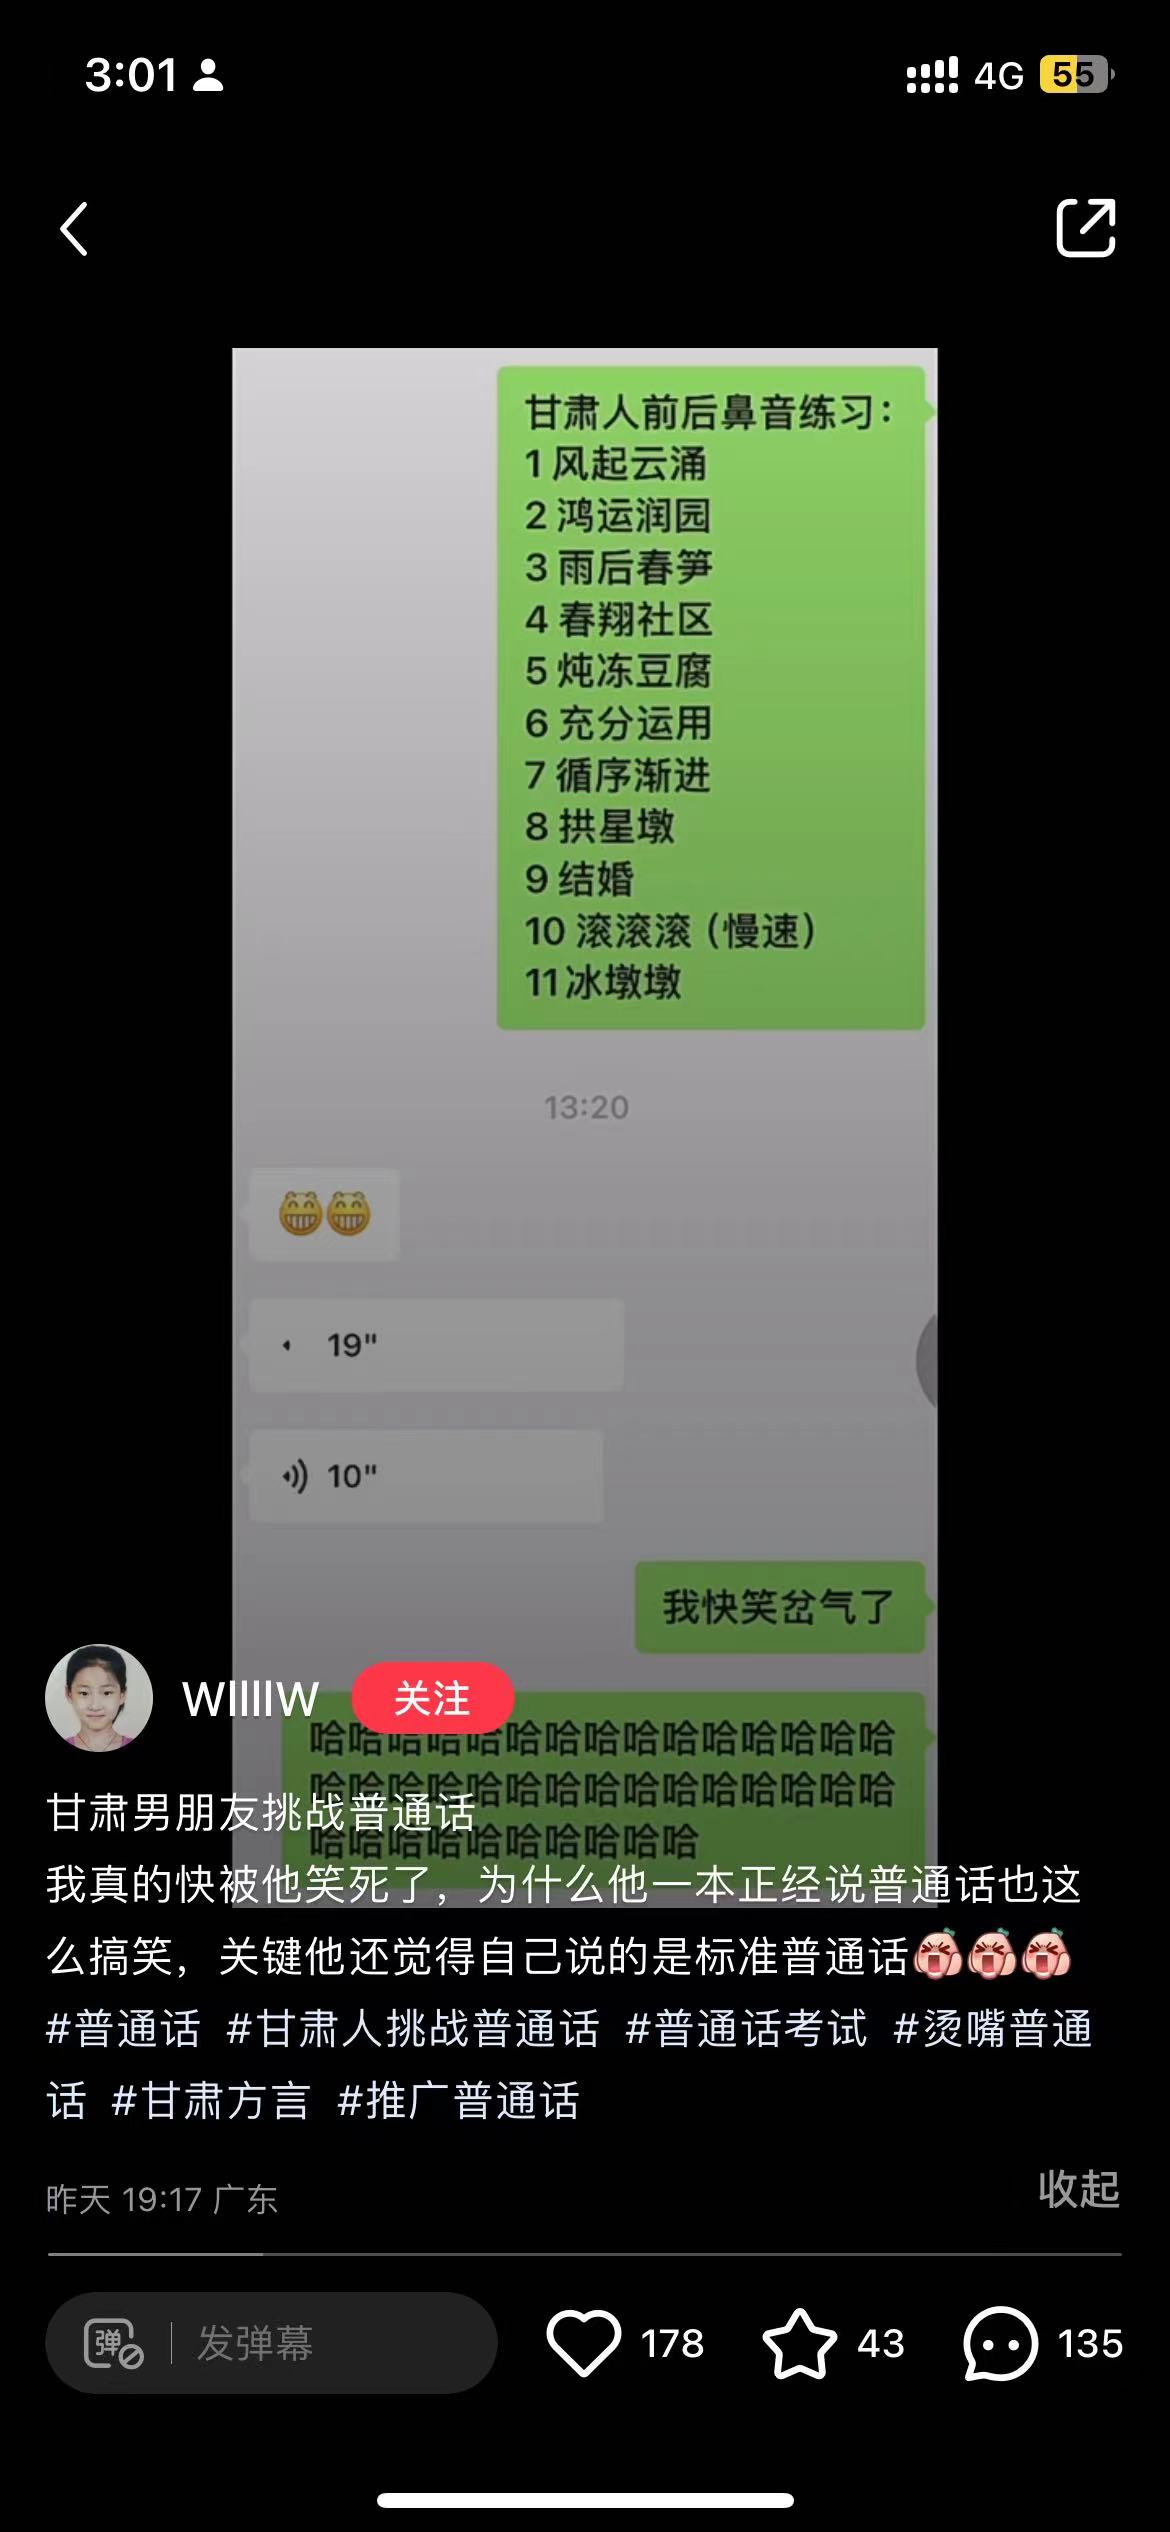 3:01
4G 55
甘肃人前后鼻音练习：
1 风起云涌
2 鸿运润园
3 雨后春笋
4 春翔社区
5 炖冻豆腐
6 充分运用
7 循序渐进
8 拱星墩
9 结婚
10 滚滚滚（慢速）
11 冰墩墩
13:20
19"
10"
我快笑岔气了
哈哈哈哈哈哈哈哈哈哈哈哈哈哈哈
哈哈哈哈哈哈哈哈哈哈哈哈哈哈哈
哈哈哈哈哈哈哈哈哈哈
WllllW 关注
甘肃男朋友挑战普通话
我真的快被他笑死了，为什么他一本正经说普通话也这
么搞笑，关键他还觉得自己说的是标准普通话
#普通话 #甘肃人挑战普通话 #普通话考试 #烫嘴普通
话 #甘肃方言 #推广普通话
昨天 19:17 广东
收起
弹 发弹幕 178 43 135